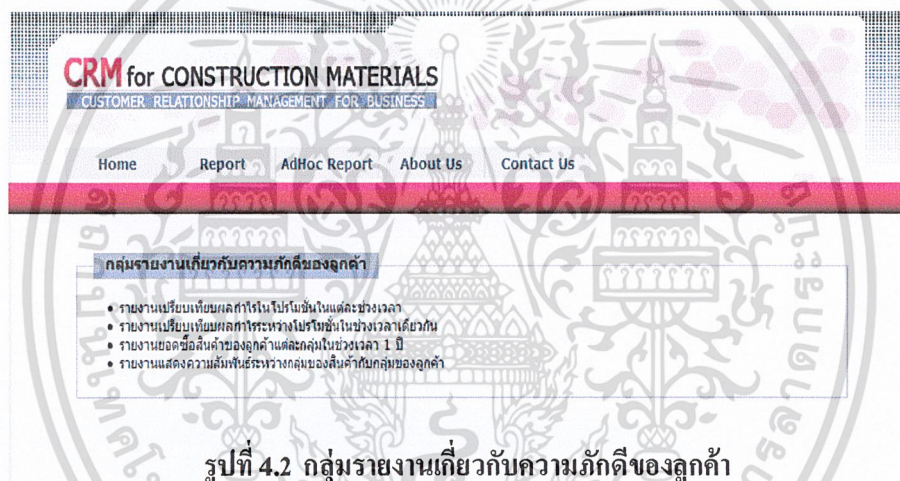 CRM for CONSTRUCTION MATERIALS
CUSTOMER RELATIONSHIP MANAGEMENT FOR BUSINESS
Home Report AdHoc Report About Us Contact Us
กลุ่มรายงานเกี่ยวกับความภักดีของลูกค้า
● รายงานเปรียบเทียบผลกำไรในโปรโมชั่นในแต่ละช่วงเวลา
● รายงานเปรียบเทียบผลกำไรระหว่างโปรโมชั่นในช่วงเวลาเดียวกัน
● รายงานยอดซื้อสินค้าของลูกค้าแต่ละกลุ่มในช่วงเวลา 1 ปี
● รายงานแสดงความสัมพันธ์ระหว่างกลุ่มของสินค้ากับกลุ่มของลูกค้า
รูปที่ 4.2 กลุ่มรายงานเกี่ยวกับความภักดีของลูกค้า